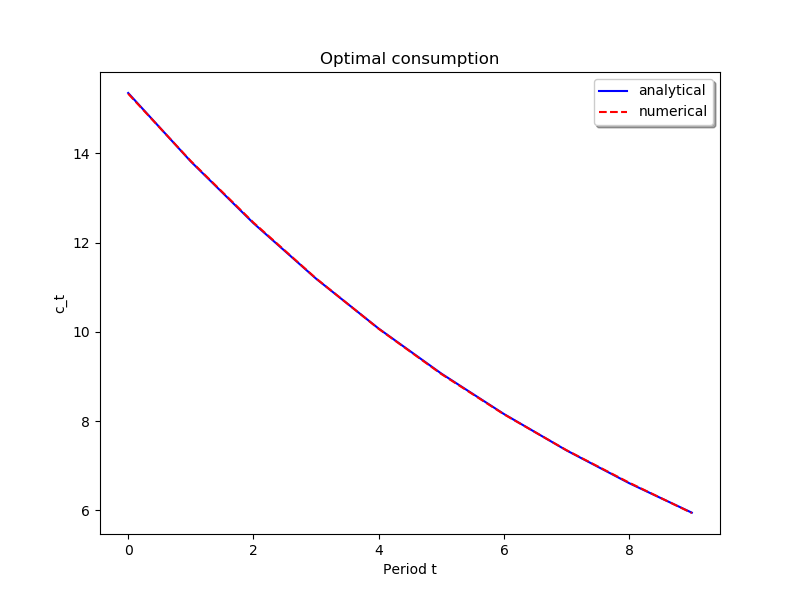 Optimal consumption
analytical
numerical
14
12
10
8
6
c_t
0 2 4 6 8
Period t